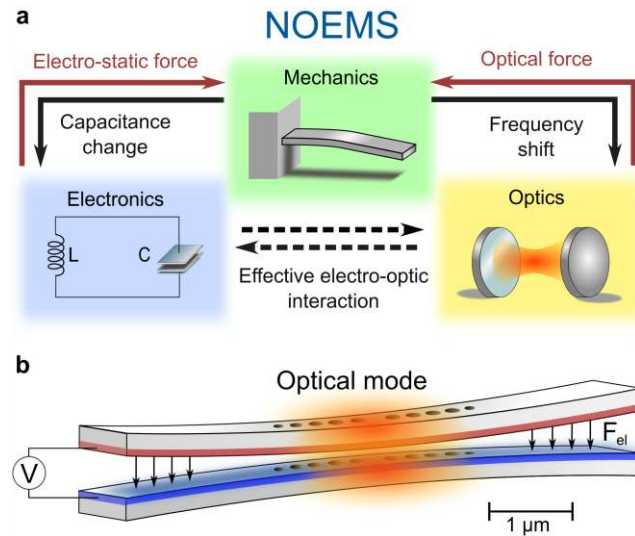 a
NOEMS
Electro-static force
Optical force
Mechanics
Capacitance
change
Frequency
shift
Electronics
Optics
L
C
Effective electro-optic
interaction
b
Optical mode
V
Fel
1 µm